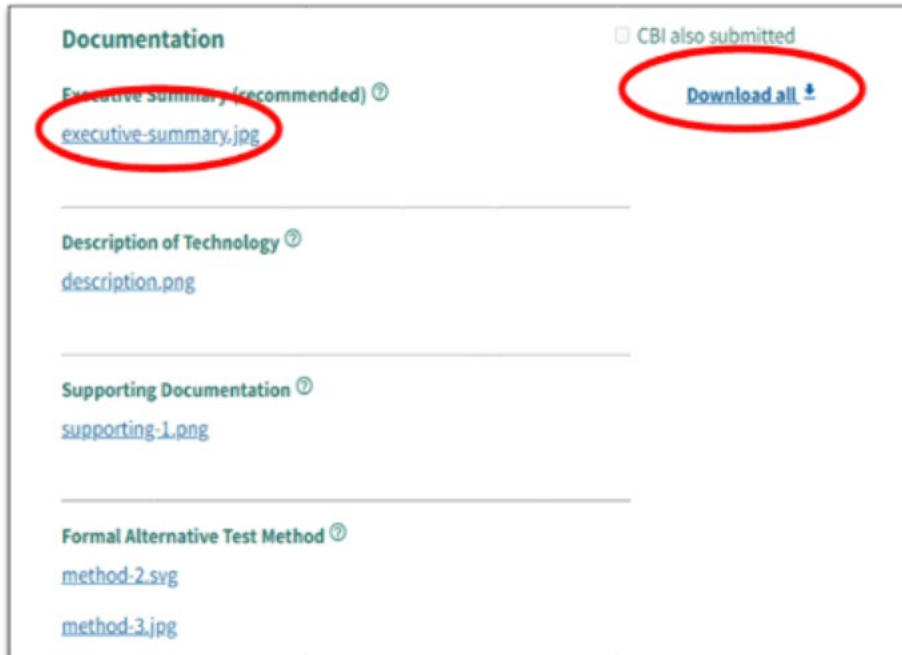 Documentation
CBI also submitted
Executive Summary (recommended)
Download all
executive-summary.jpg
Description of Technology
description.png
Supporting Documentation
supporting-1.png
Formal Alternative Test Method
method-2.svg
method-3.jpg